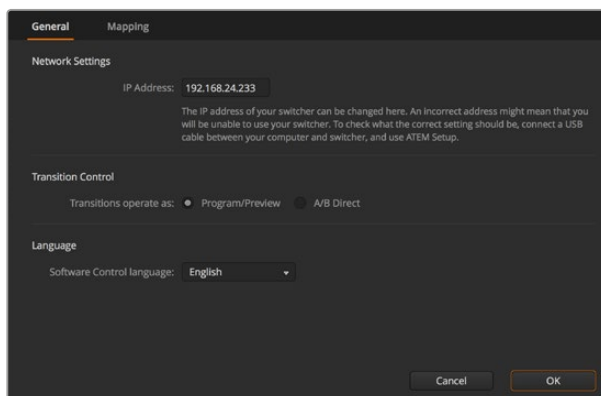 General Mapping
Network Settings
IP Address: 192.168.24.233
The IP address of your switcher can be changed here. An incorrect address might mean that you
will be unable to use your switcher. To check what the correct setting should be, connect a USB
cable between your computer and switcher, and use ATEM Setup.
Transition Control
Transitions operate as: Program/Preview A/B Direct
Language
Software Control language: English
Cancel OK